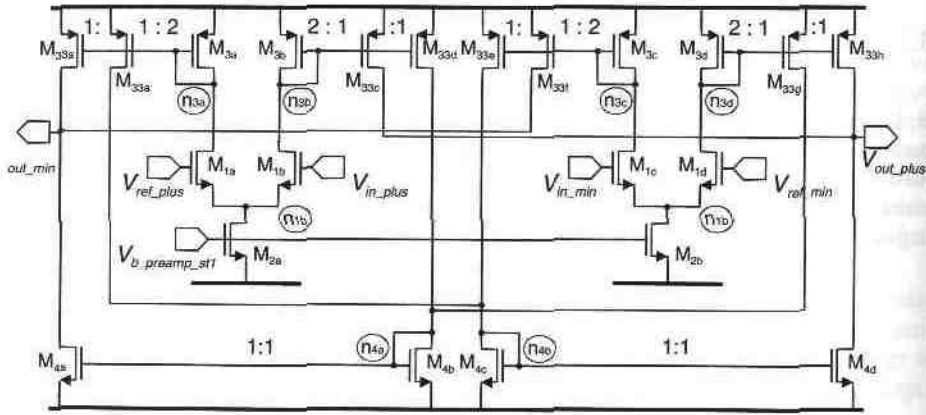 1: 1 : 2 2 : 1 :1 1: 1 : 2 2 : 1 :1
M33s M3a M3b M33d M33e M3c M3d M33h
M33a M33c M33f M33g
n3a n3b n3c n3d
out_min Vout_plus
M1a M1b M1c M1d
Vref_plus Vin_plus Vin_min Vref_min
n1b n1b
Vb_preamp_st1 M2a M2b
n4a n4b
1:1 1:1
M4a M4b M4c M4d